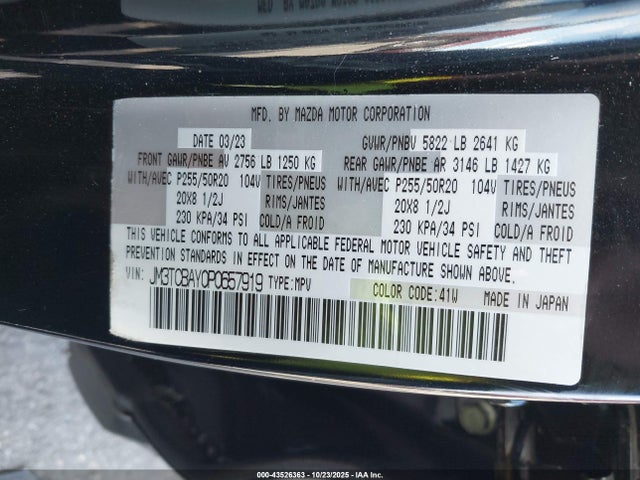 MFD. BY MAZDA MOTOR CORPORATION
DATE 03/23 GVWR/PNBV 5822 LB 2641 KG
FRONT GAWR/PNBE AV 2756 LB 1250 KG REAR GAWR/PNBE AR 3146 LB 1427 KG
WITH/AVEC P255/50R20 104V TIRES/PNEUS WITH/AVEC P255/50R20 104V TIRES/PNEUS
20X8 1/2J RIMS/JANTES 20X8 1/2J RIMS/JANTES
230 KPA/34 PSI COLD/A FROID 230 KPA/34 PSI COLD/A FROID
THIS VEHICLE CONFORMS TO ALL APPLICABLE FEDERAL MOTOR VEHICLE SAFETY AND THEFT
PREVENTION STANDARDS IN EFFECT ON THE DATE OF MANUFACTURE SHOWN ABOVE.
VIN: JM3TCBAY0P0657919 TYPE:MPV COLOR CODE:41W MADE IN JAPAN
000-43526363 | 10/23/2025 | IAA Inc.